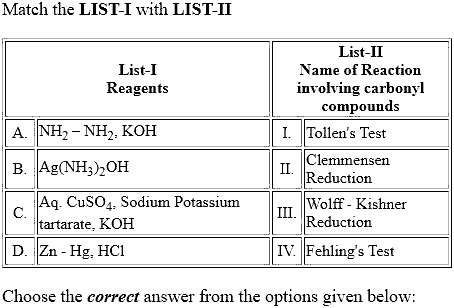 Match the LIST-I with LIST-II
List-I
Reagents
List-II
Name of Reaction
involving carbonyl
compounds
A. NH₂ – NH₂, KOH I. Tollen's Test
B. Ag(NH₃)₂OH II. Clemmensen
Reduction
C. Aq. CuSO₄, Sodium Potassium
tartarate, KOH III. Wolff - Kishner
Reduction
D. Zn - Hg, HCl IV. Fehling's Test
Choose the correct answer from the options given below: